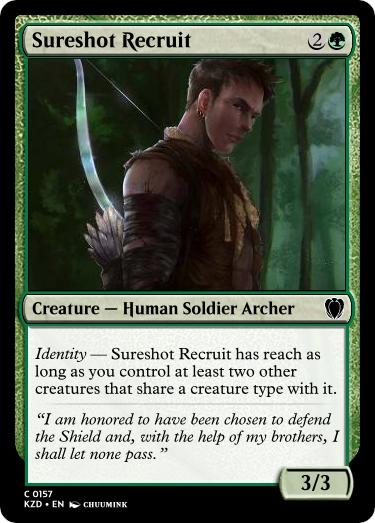 Sureshot Recruit 2
Creature — Human Soldier Archer
Identity — Sureshot Recruit has reach as
long as you control at least two other
creatures that share a creature type with it.
“I am honored to have been chosen to defend
the Shield and, with the help of my brothers, I
shall let none pass.”
3/3
C 0157
KZD • EN CHUUMINK